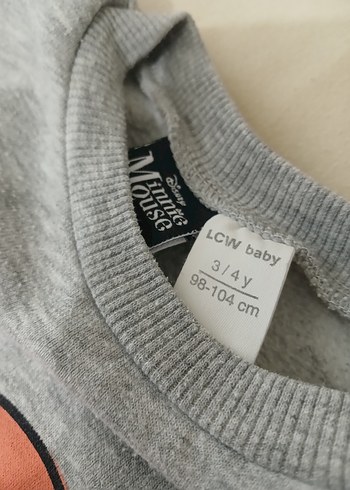 Disney
Minnie
Mouse
LCW baby
3/4 y
98-104 cm